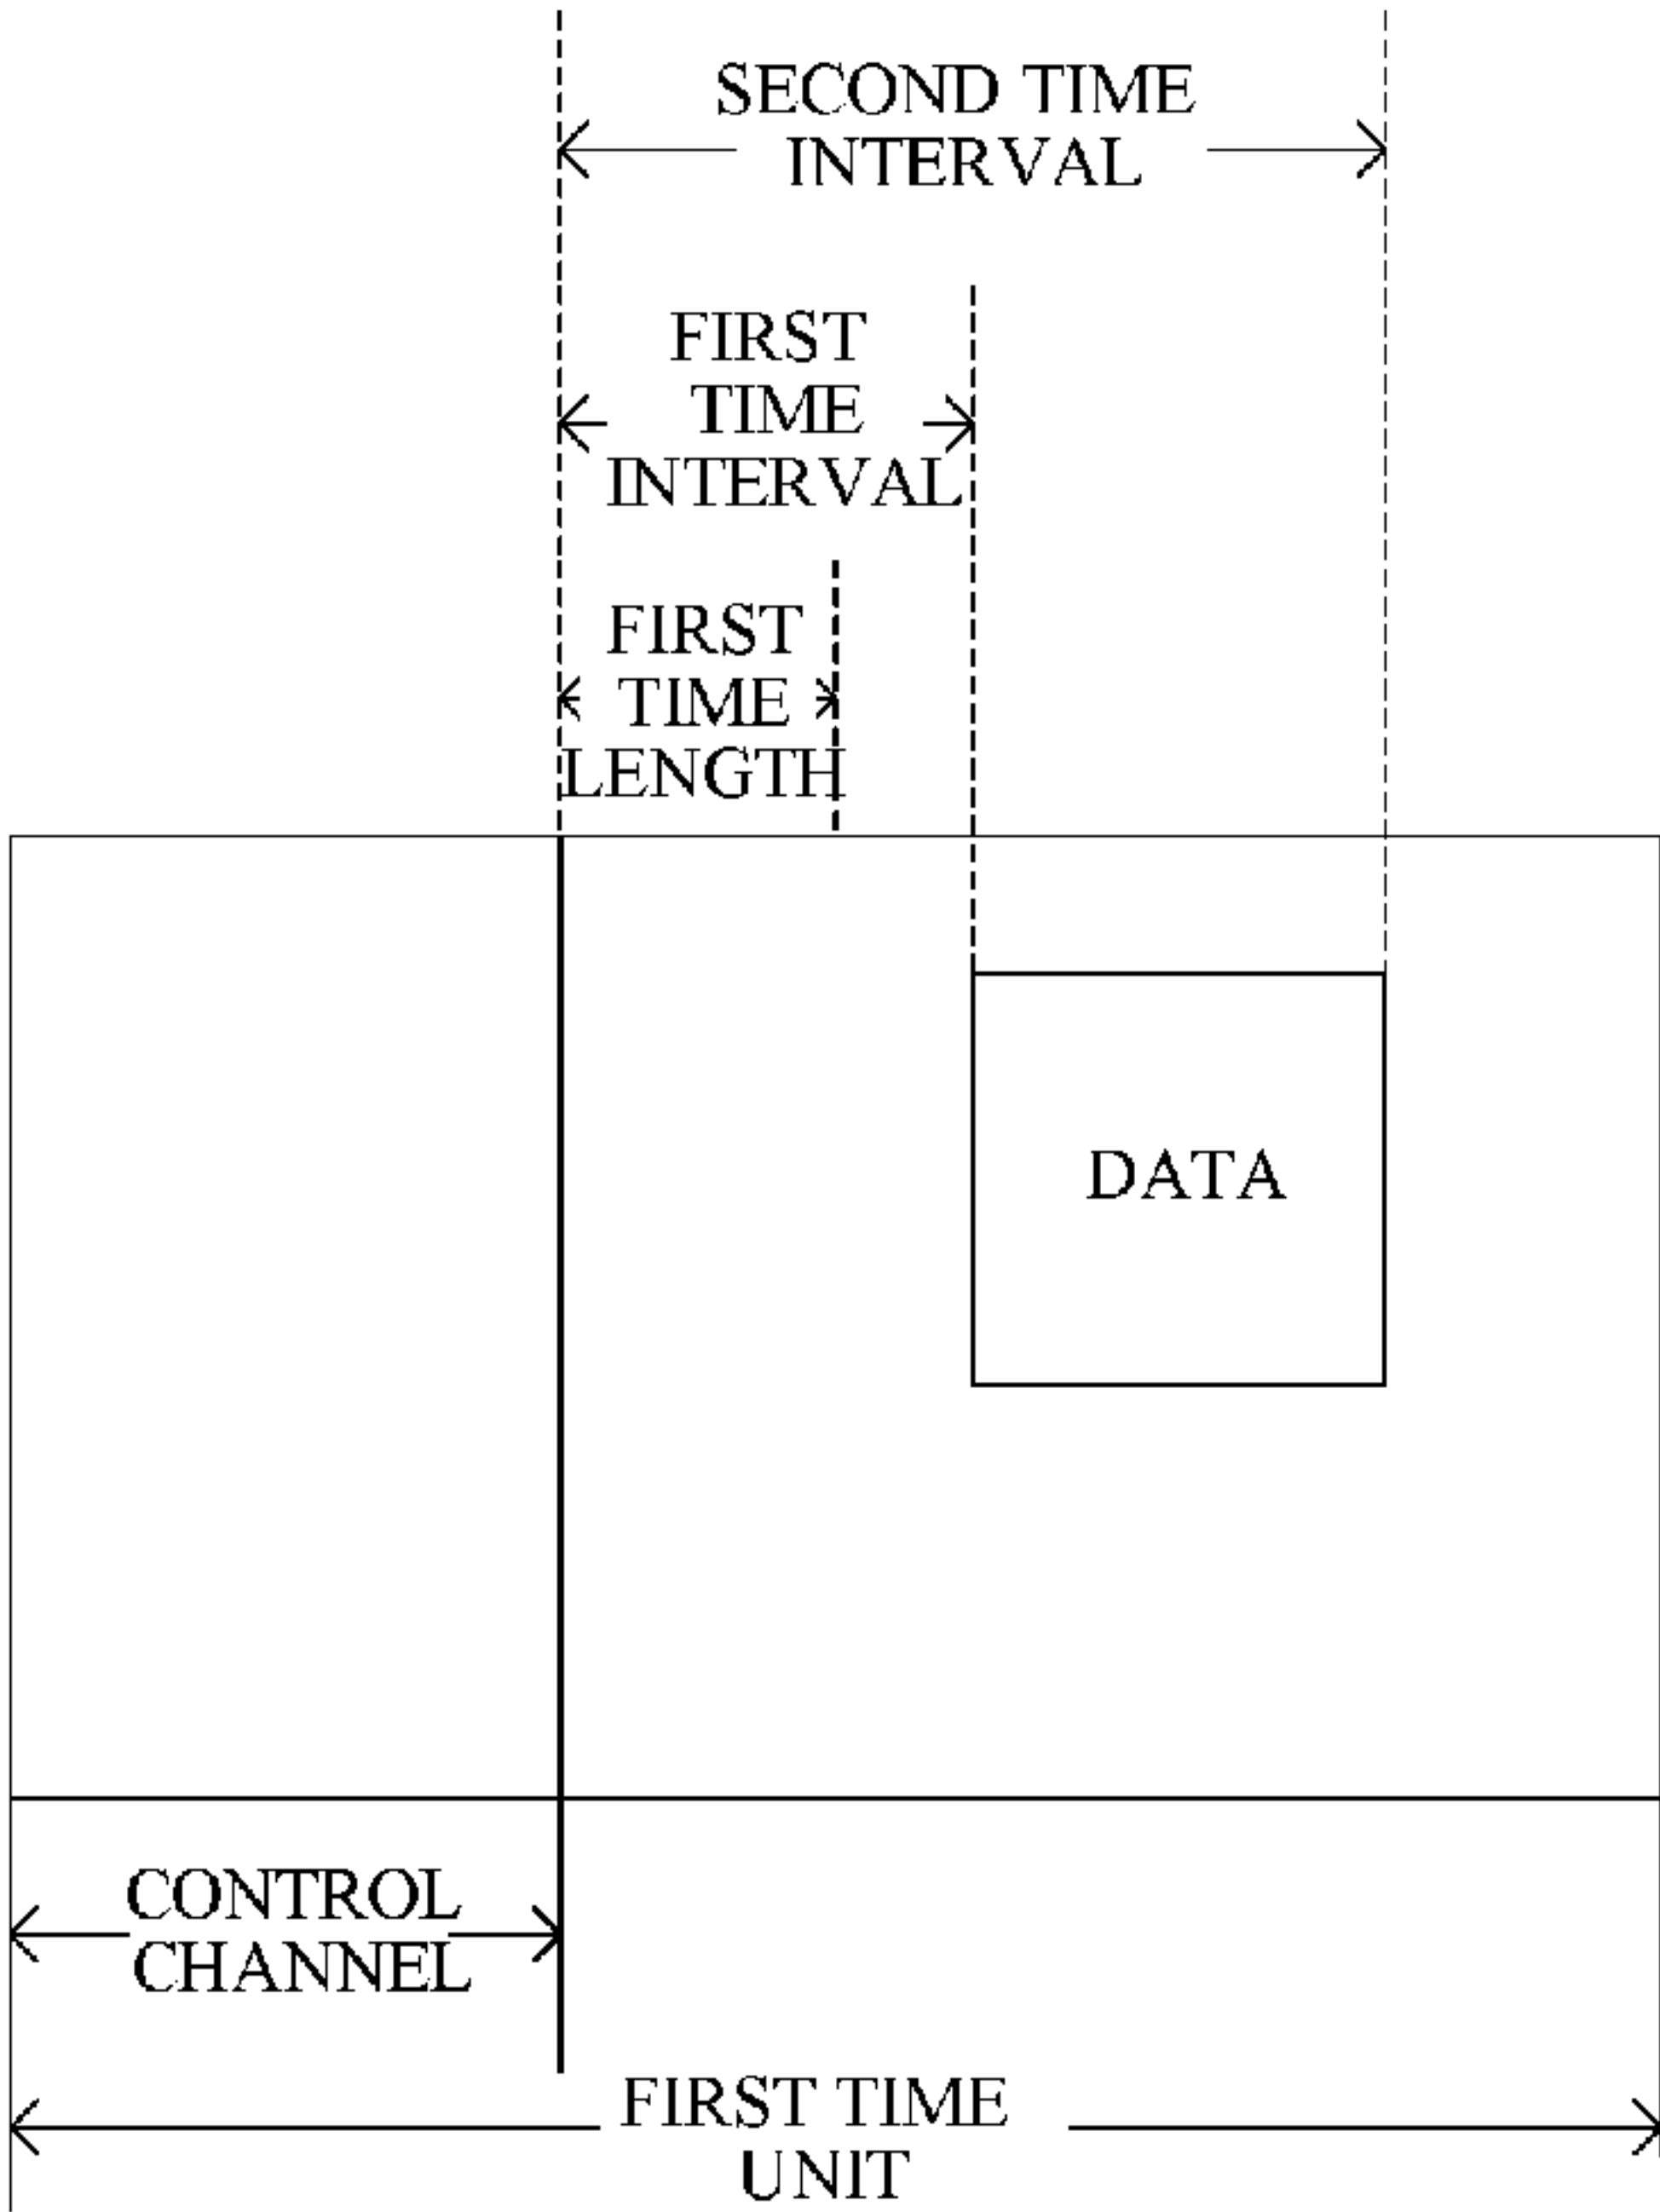 SECOND TIME
INTERVAL
FIRST
TIME
INTERVAL
FIRST
TIME
LENGTH
DATA
CONTROL
CHANNEL
FIRST TIME
UNIT